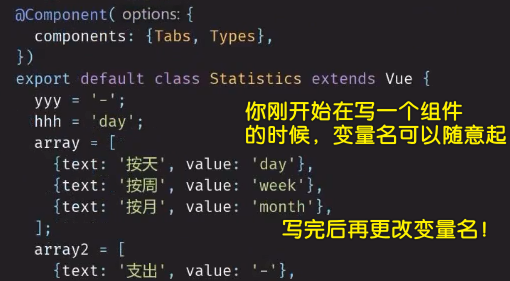 @Component( options: {
components: {Tabs, Types},
})
export default class Statistics extends Vue {
yyy = '-';
hhh = 'day';
array = [
{text: '按天', value: 'day'},
{text: '按周', value: 'week'},
{text: '按月', value: 'month'},
];
array2 = [
{text: '支出', value: '-'},
你刚开始在写一个组件
的时候，变量名可以随意起
写完后再更改变量名！